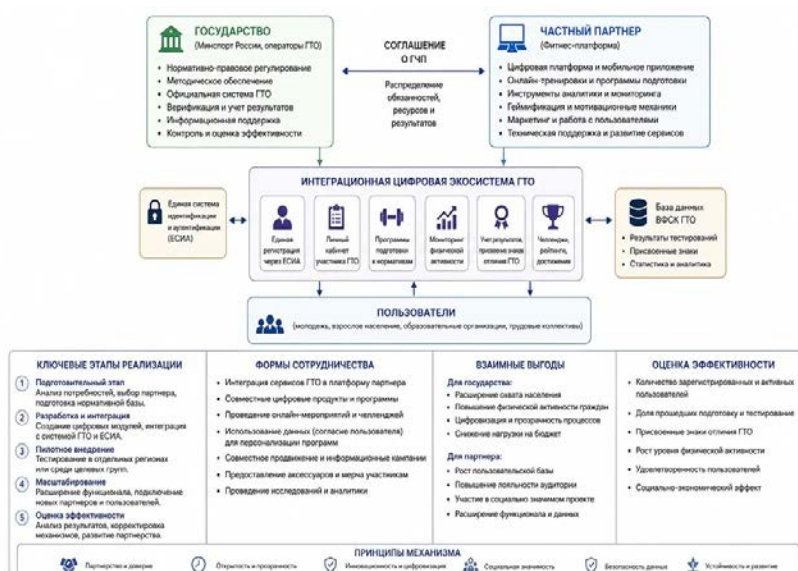 ГОСУДАРСТВО
(Минспорт России, операторы ГТО)
• Нормативно-правовое регулирование
• Методическое обеспечение
• Официальная система ГТО
• Верификация и учет результатов
• Информационная поддержка
• Контроль и оценка эффективности
СОГЛАШЕНИЕ
О ГЧП
Распределение
обязанностей,
ресурсов и
результатов
ЧАСТНЫЙ ПАРТНЕР
(Фитнес-платформа)
• Цифровая платформа и мобильное приложение
• Онлайн-тренировки и программы подготовки
• Инструменты аналитики и мониторинга
• Геймификация и мотивационные механики
• Маркетинг и работа с пользователями
• Техническая поддержка и развитие сервисов
Единая система
идентификации
и аутентификации
(ЕСИА)
ИНТЕГРАЦИОННАЯ ЦИФРОВАЯ ЭКОСИСТЕМА ГТО
Единая
регистрация
через ЕСИА
Личный
кабинет
участника ГТО
Программы
подготовки
к нормативам
Мониторинг
физической
активности
Учет результатов,
присвоение знаков
отличия ГТО
Челленджи,
рейтинги,
достижения
База данных
ВФСК ГТО
• Результаты тестирований
• Присвоенные знаки
• Статистика и аналитика
ПОЛЬЗОВАТЕЛИ
(молодежь, взрослое население, образовательные организации, трудовые коллективы)
КЛЮЧЕВЫЕ ЭТАПЫ РЕАЛИЗАЦИИ
1 Подготовительный этап
Анализ потребностей, выбор партнера,
подготовка нормативной базы.
2 Разработка и интеграция
Создание цифровых модулей, интеграция
с системой ГТО и ЕСИА.
3 Пилотное внедрение
Тестирование в отдельных регионах
или среди целевых групп.
4 Масштабирование
Расширение функционала, подключение
новых партнеров и пользователей.
5 Оценка эффективности
Анализ результатов, корректировка
механизмов, развитие партнерства.
ФОРМЫ СОТРУДНИЧЕСТВА
• Интеграция сервисов ГТО в платформу партнера
• Совместные цифровые продукты и программы
• Проведение онлайн-мероприятий и челленджей
• Использование данных (согласие пользователя)
для персонализации программ
• Совместное продвижение и информационные кампании
• Предоставление аксессуаров и мерча участникам
• Проведение исследований и аналитики
ВЗАИМНЫЕ ВЫГОДЫ
Для государства:
• Расширение охвата населения
• Повышение физической активности граждан
• Цифровизация и прозрачность процессов
• Снижение нагрузки на бюджет
Для партнера:
• Рост пользовательской базы
• Повышение лояльности аудитории
• Участие в социально значимом проекте
• Расширение функционала и данных
ОЦЕНКА ЭФФЕКТИВНОСТИ
• Количество зарегистрированных и активных
пользователей
• Доля прошедших подготовку и тестирование
• Присвоенные знаки отличия ГТО
• Рост уровня физической активности
• Удовлетворенность пользователей
• Социально-экономический эффект
ПРИНЦИПЫ МЕХАНИЗМА
Партнерство и доверие
Открытость и прозрачность
Инновационность и цифровизация
Социальная значимость
Безопасность данных
Устойчивость и развитие